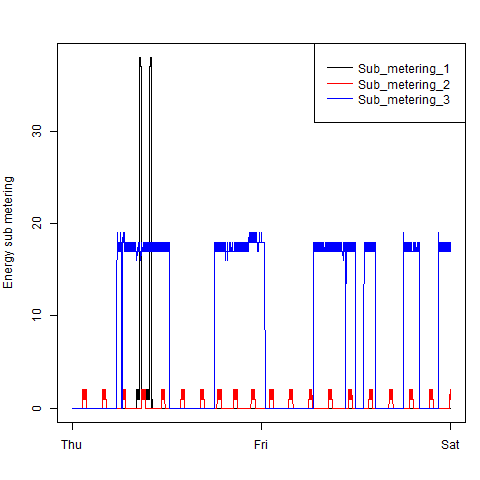 Sub_metering_1
Sub_metering_2
Sub_metering_3
Energy sub metering
30
20
10
0
Thu Fri Sat